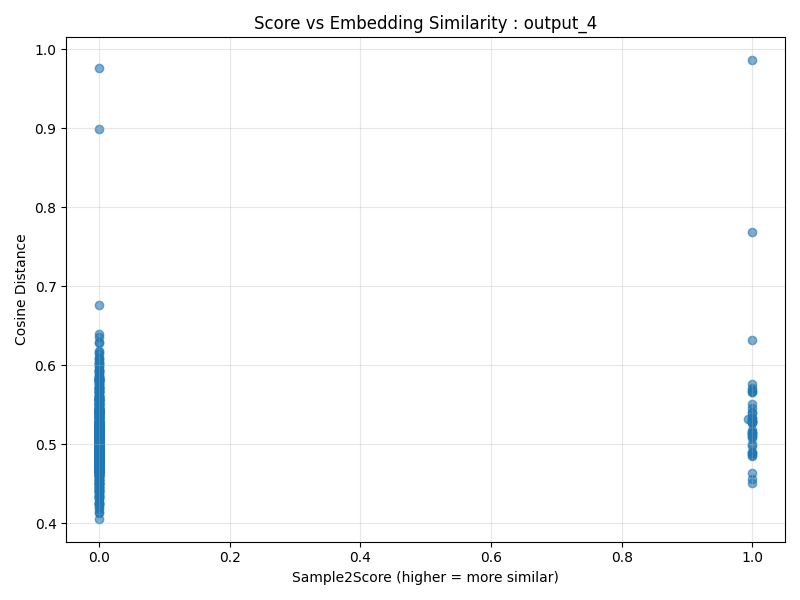 Score vs Embedding Similarity : output_4
Cosine Distance
1.0
0.9
0.8
0.7
0.6
0.5
0.4
0.0 0.2 0.4 0.6 0.8 1.0
Sample2Score (higher = more similar)